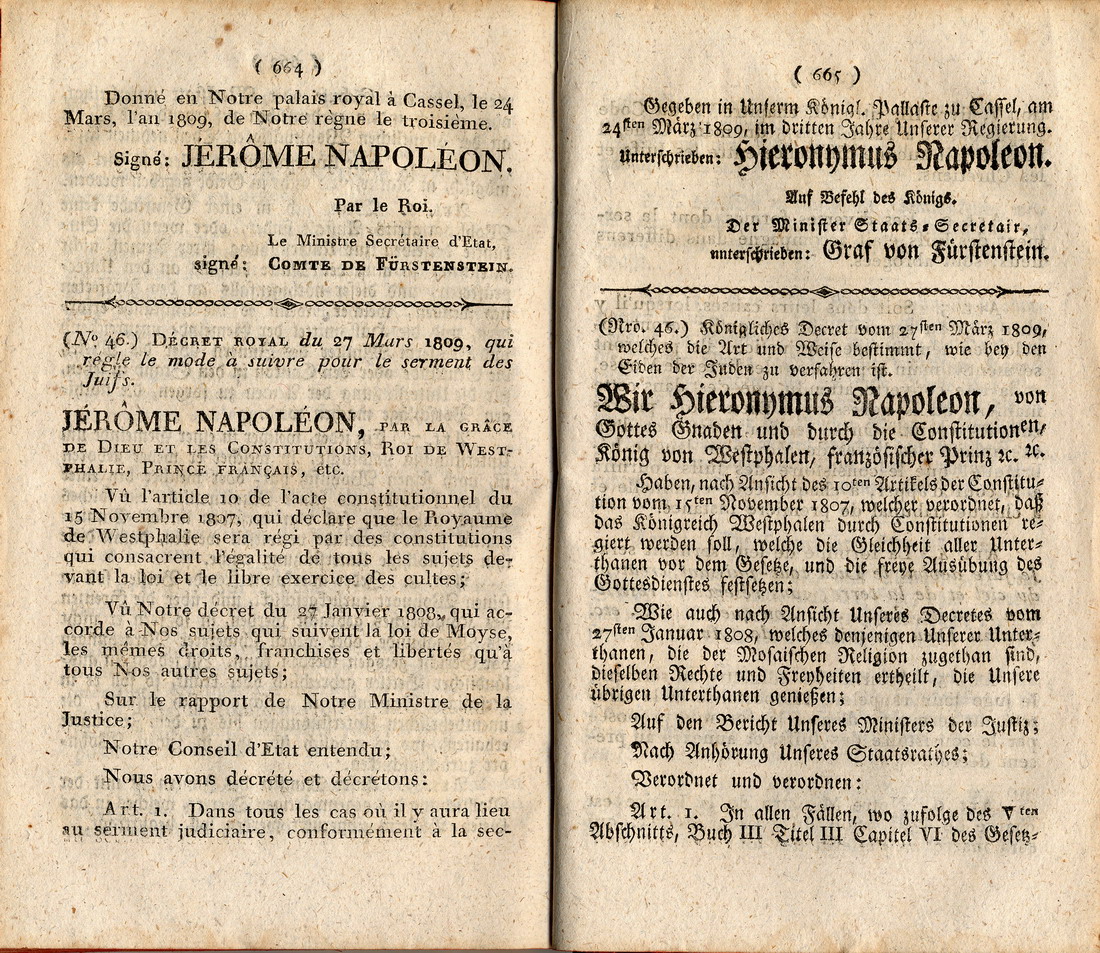 ( 664 )
Donné en Notre palais royal à Cassel, le 24
Mars, l'an 1809, de Notre règne le troisième.
Signé: JÉRÔME NAPOLÉON.
Par le Roi.
Le Ministre Secrétaire d'Etat,
signé: COMTE DE FÜRSTENSTEIN.
(No 46.) DÉCRET ROYAL du 27 Mars 1809, qui
règle le mode à suivre pour le serment des
Juifs.
JÉRÔME NAPOLÉON, PAR LA GRÂCE
DE DIEU ET LES CONSTITUTIONS, ROI DE WEST-
PHALIE, PRINCE FRANÇAIS, etc.
Vû l'article 10 de l'acte constitutionnel du
15 Novembre 1807, qui déclare que le Royaume
de Westphalie sera régi par des constitutions
qui consacrent l'égalité de tous les sujets de-
vant la loi et le libre exercice des cultes;
Vû Notre décret du 27 Janvier 1808, qui ac-
corde à Nos sujets qui suivent la loi de Moyse,
les mêmes droits, franchises et libertés qu'à
tous Nos autres sujets;
Sur le rapport de Notre Ministre de la
Justice;
Notre Conseil d'Etat entendu;
Nous avons décrété et décrétons:
Art. 1. Dans tous les cas où il y aura lieu
au serment judiciaire, conformément à la sec-
( 665 )
Gegeben in Unserm Königl. Pallaste zu Cassel, am
24sten März 1809, im dritten Jahre Unserer Regierung.
Unterschrieben: Hieronymus Napoleon.
Auf Befehl des Königs.
Der Minister Staats-Secretair,
unterschrieben: Graf von Fürstenstein.
(Nro. 46.) Königliches Decret vom 27sten März 1809,
welches die Art und Weise bestimmt, wie bey den
Eiden der Juden zu verfahren ist.
Wir Hieronymus Napoleon, von
Gottes Gnaden und durch die Constitutionen,
König von Westphalen, französischer Prinz ꝛc. ꝛc.
Haben, nach Ansicht des 10ten Artikels der Constitu-
tion vom 15ten November 1807, welcher verordnet, daß
das Königreich Westphalen durch Constitutionen re-
giert werden soll, welche die Gleichheit aller Unter-
thanen vor dem Gesetze, und die freye Ausübung des
Gottesdienstes festsetzen;
Wie auch nach Ansicht Unseres Decretes vom
27sten Januar 1808, welches denjenigen Unserer Unter-
thanen, die der Mosaischen Religion zugethan sind,
dieselben Rechte und Freyheiten ertheilt, die Unsere
übrigen Unterthanen genießen;
Auf den Bericht Unseres Ministers der Justiz;
Nach Anhörung Unseres Staatsrathes;
Verordnet und verordnen:
Art. 1. In allen Fällen, wo zufolge des Vten
Abschnitts, Buch III Titel III Capitel VI des Gesetz-